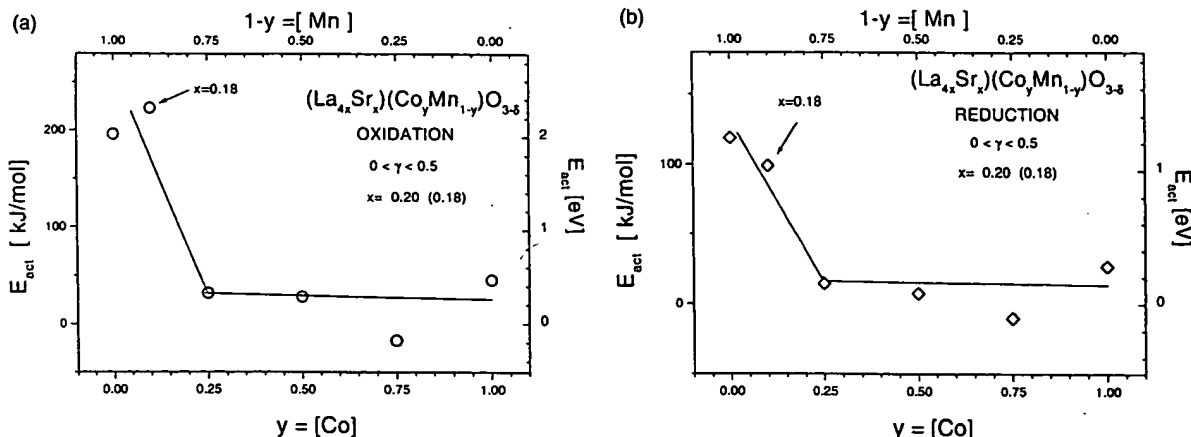 (a)
1-y =[ Mn ]
1.00 0.75 0.50 0.25 0.00
x=0.18
(La4xSrx)(CoyMn1-y)O3-δ
OXIDATION
0 < γ < 0.5
x= 0.20 (0.18)
200
100
0
Eact [ kJ/mol]
2
1
0
Eact [eV]
0.00 0.25 0.50 0.75 1.00
y = [Co]
(b)
1-y =[ Mn ]
1.00 0.75 0.50 0.25 0.00
x=0.18
(La4xSrx)(CoyMn1-y)O3-δ
REDUCTION
0 < γ < 0.5
x= 0.20 (0.18)
100
0
Eact [ kJ/mol]
1
0
Eact [eV]
0.00 0.25 0.50 0.75 1.00
y = [Co]